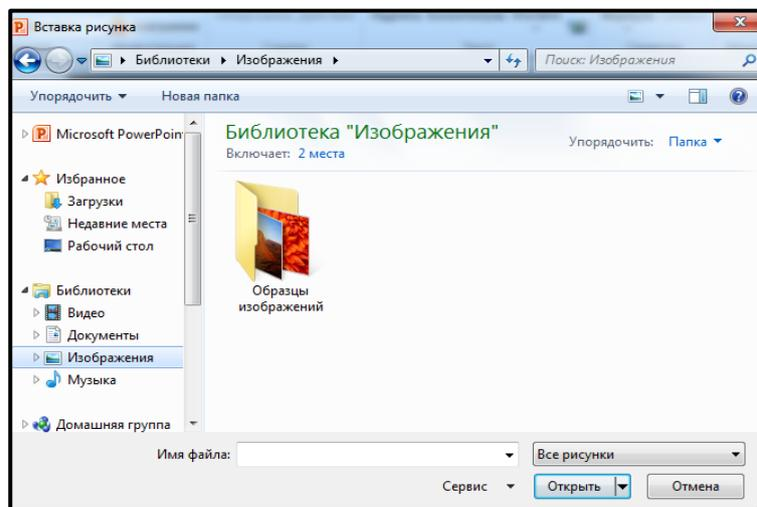 Вставка рисунка
Библиотеки Изображения
Поиск: Изображения
Упорядочить Новая папка
Microsoft PowerPoin
Избранное
Загрузки
Недавние места
Рабочий стол
Библиотеки
Видео
Документы
Изображения
Музыка
Домашняя группа
Библиотека "Изображения"
Включает: 2 места
Упорядочить: Папка
Образцы
изображений
Имя файла:
Все рисунки
Сервис Открыть Отмена